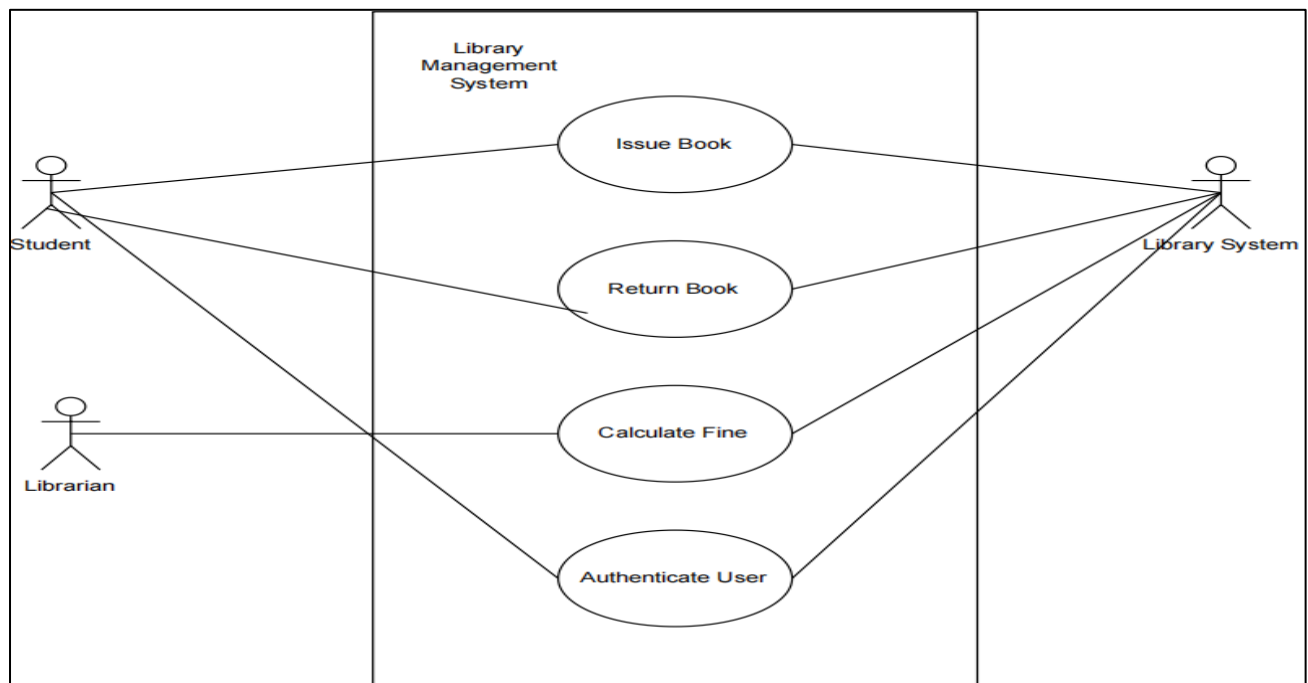 Library
Management
System
Issue Book
Student
Library System
Return Book
Calculate Fine
Librarian
Authenticate User